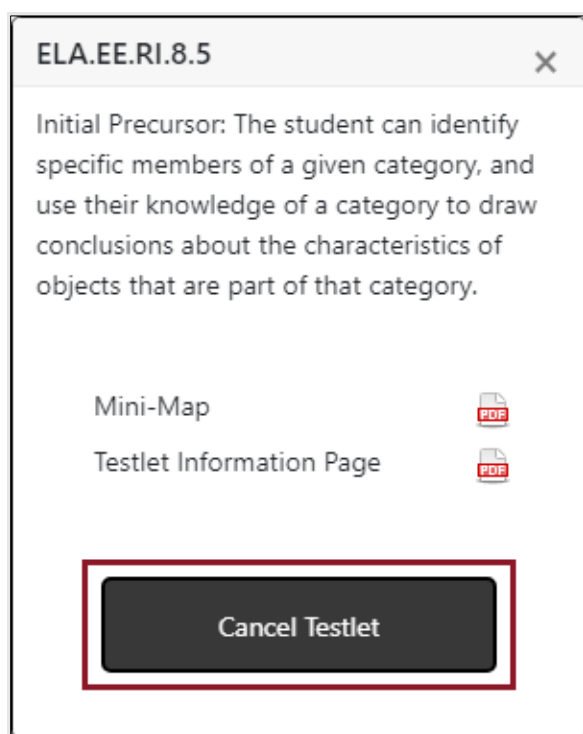 ELA.EE.RI.8.5
×
Initial Precursor: The student can identify
specific members of a given category, and
use their knowledge of a category to draw
conclusions about the characteristics of
objects that are part of that category.
Mini-Map PDF
Testlet Information Page PDF
Cancel Testlet